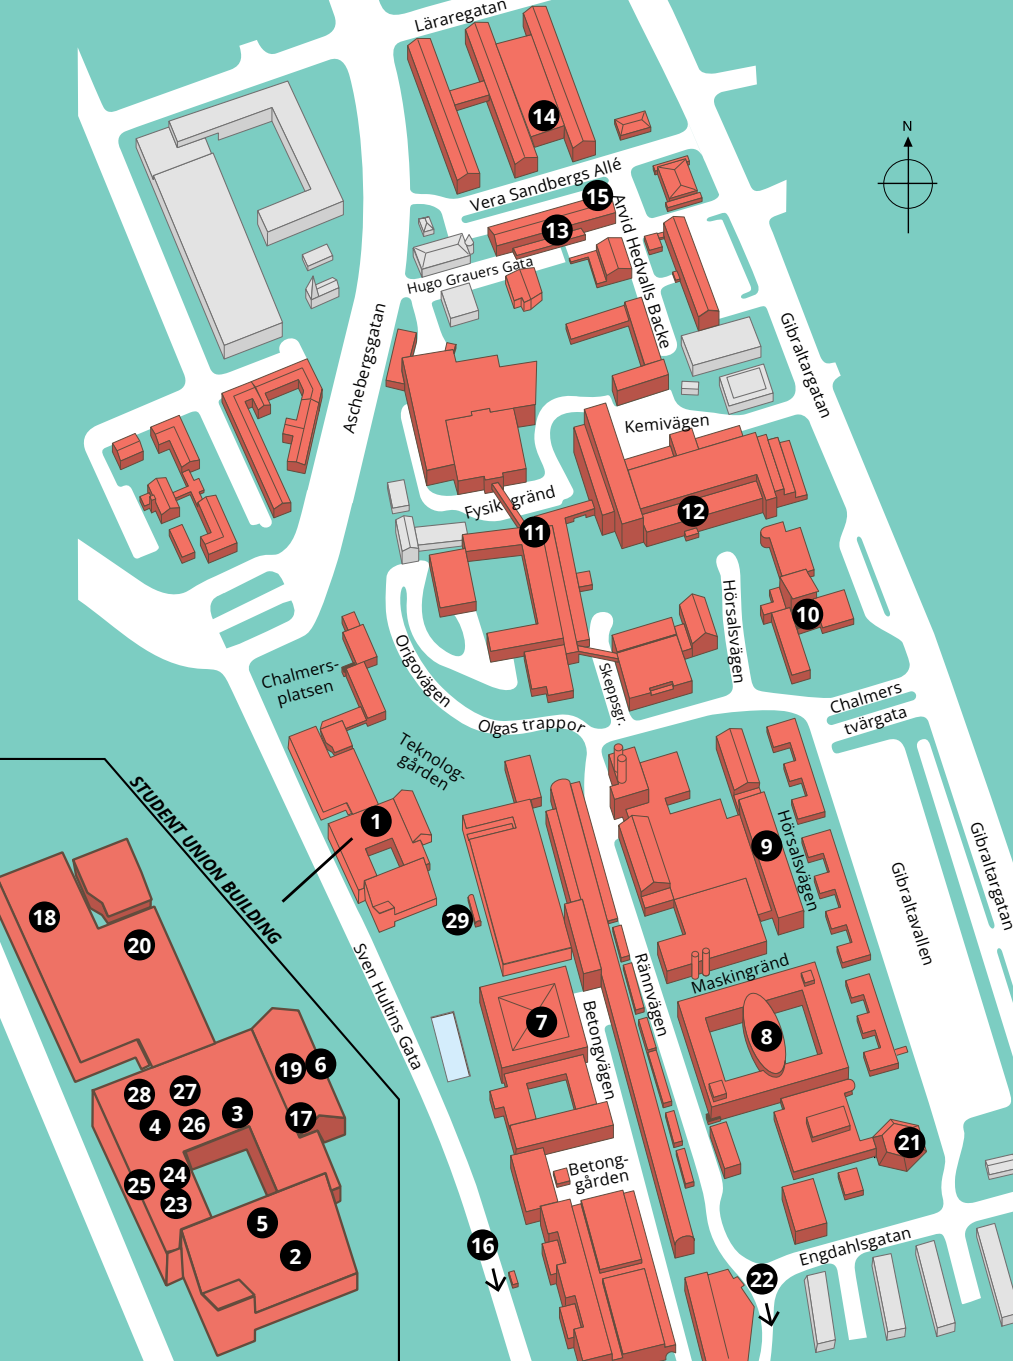 Läraregatan
N
14
Vera Sandbergs Allé
15
13
Arvid Hedvalls Backe
Hugo Grauers Gata
Aschebergsgatan
Gibraltargatan
Kemivägen
Fysikgränd
12
11
Hörsalsvägen
10
Origovägen
Chalmers-
platsen
Skeppsgr.
Chalmers
tvärgata
Olgas trappor
Teknolog-
gården
STUDENT UNION BUILDING
1
9
Hörsalsvägen
Gibraltavallen
Gibraltargatan
18
20
29
Sven Hultins Gata
Rännvägen
Maskingränd
7
Betongvägen
8
19
6
28
27
4
26
3
17
21
25
24
23
Betong-
gården
5
2
16
Engdahlsgatan
22